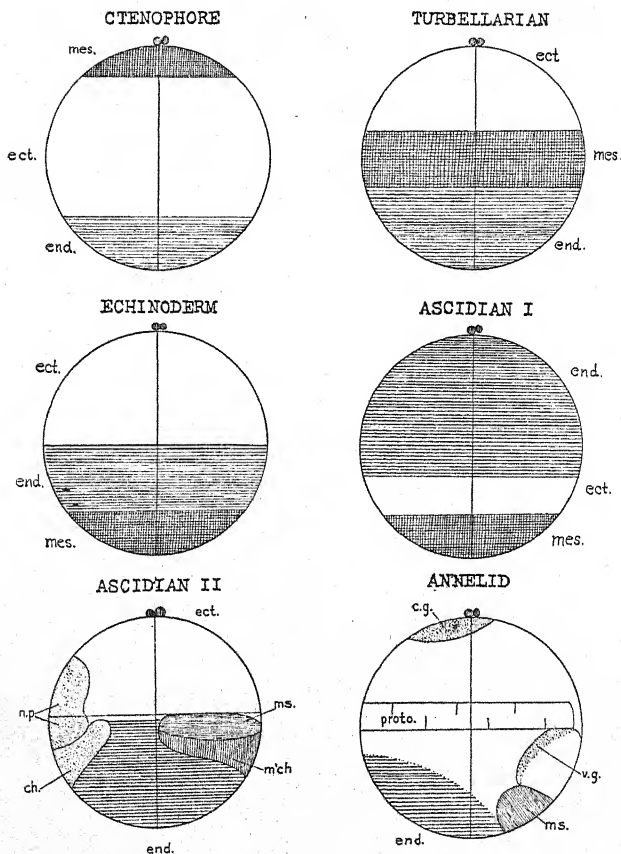 CTENOPHORE
mes.
ect.
end.
TURBELLARIAN
ect
mes.
end.
ECHINODERM
ect.
end.
mes.
ASCIDIAN I
end.
ect.
mes.
ASCIDIAN II
ect.
n.p.
ms.
m'ch
ch.
end.
ANNELID
c.g.
proto.
v.g.
ms.
end.